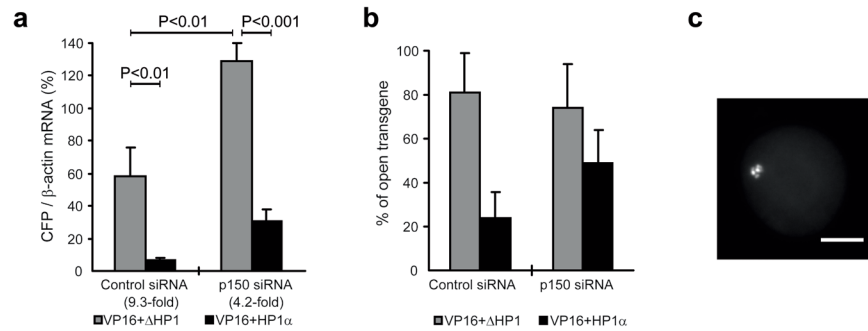 a
P<0.01
P<0.001
P<0.01
CFP / β-actin mRNA (%)
140
120
100
80
60
40
20
0
Control siRNA
(9.3-fold)
p150 siRNA
(4.2-fold)
VP16+ΔHP1
VP16+HP1α
b
% of open transgene
100
80
60
40
20
0
Control siRNA
p150 siRNA
VP16+ΔHP1
VP16+HP1α
c